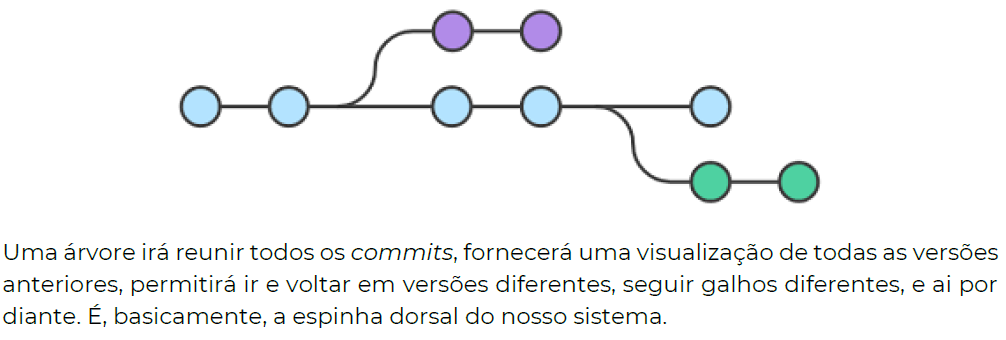 Uma árvore irá reunir todos os commits, fornecerá uma visualização de todas as versões
anteriores, permitirá ir e voltar em versões diferentes, seguir galhos diferentes, e ai por
diante. É, basicamente, a espinha dorsal do nosso sistema.